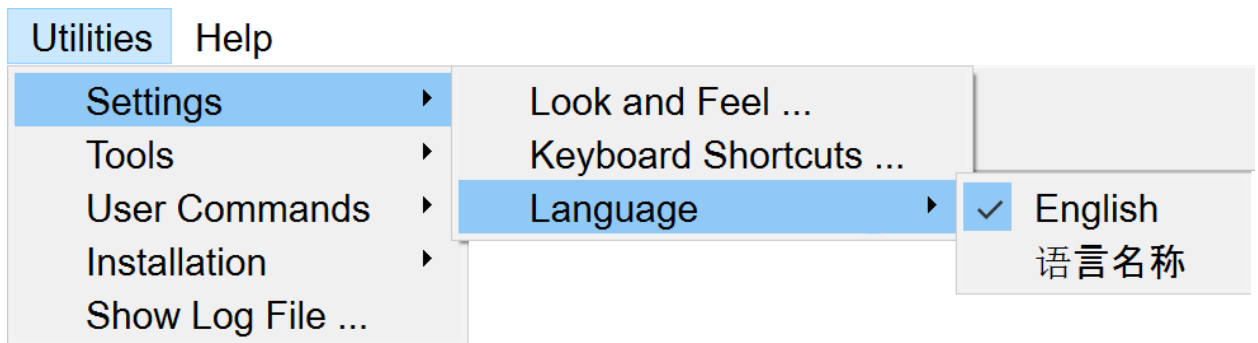 Utilities Help
Settings
Look and Feel ...
Tools
Keyboard Shortcuts ...
User Commands
Language
English
Installation
语言名称
Show Log File ...